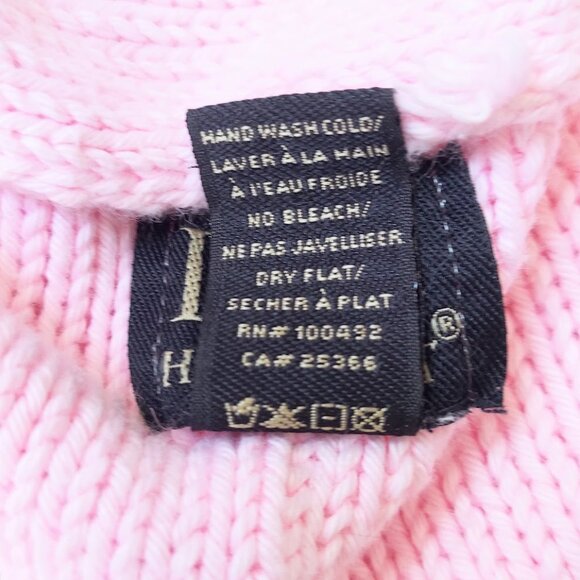 HAND WASH COLD/
LAVER À LA MAIN
À L'EAU FROIDE
NO BLEACH/
NE PAS JAVELLISER
DRY FLAT/
SECHER À PLAT
RN# 100492
CA# 25366
H ®